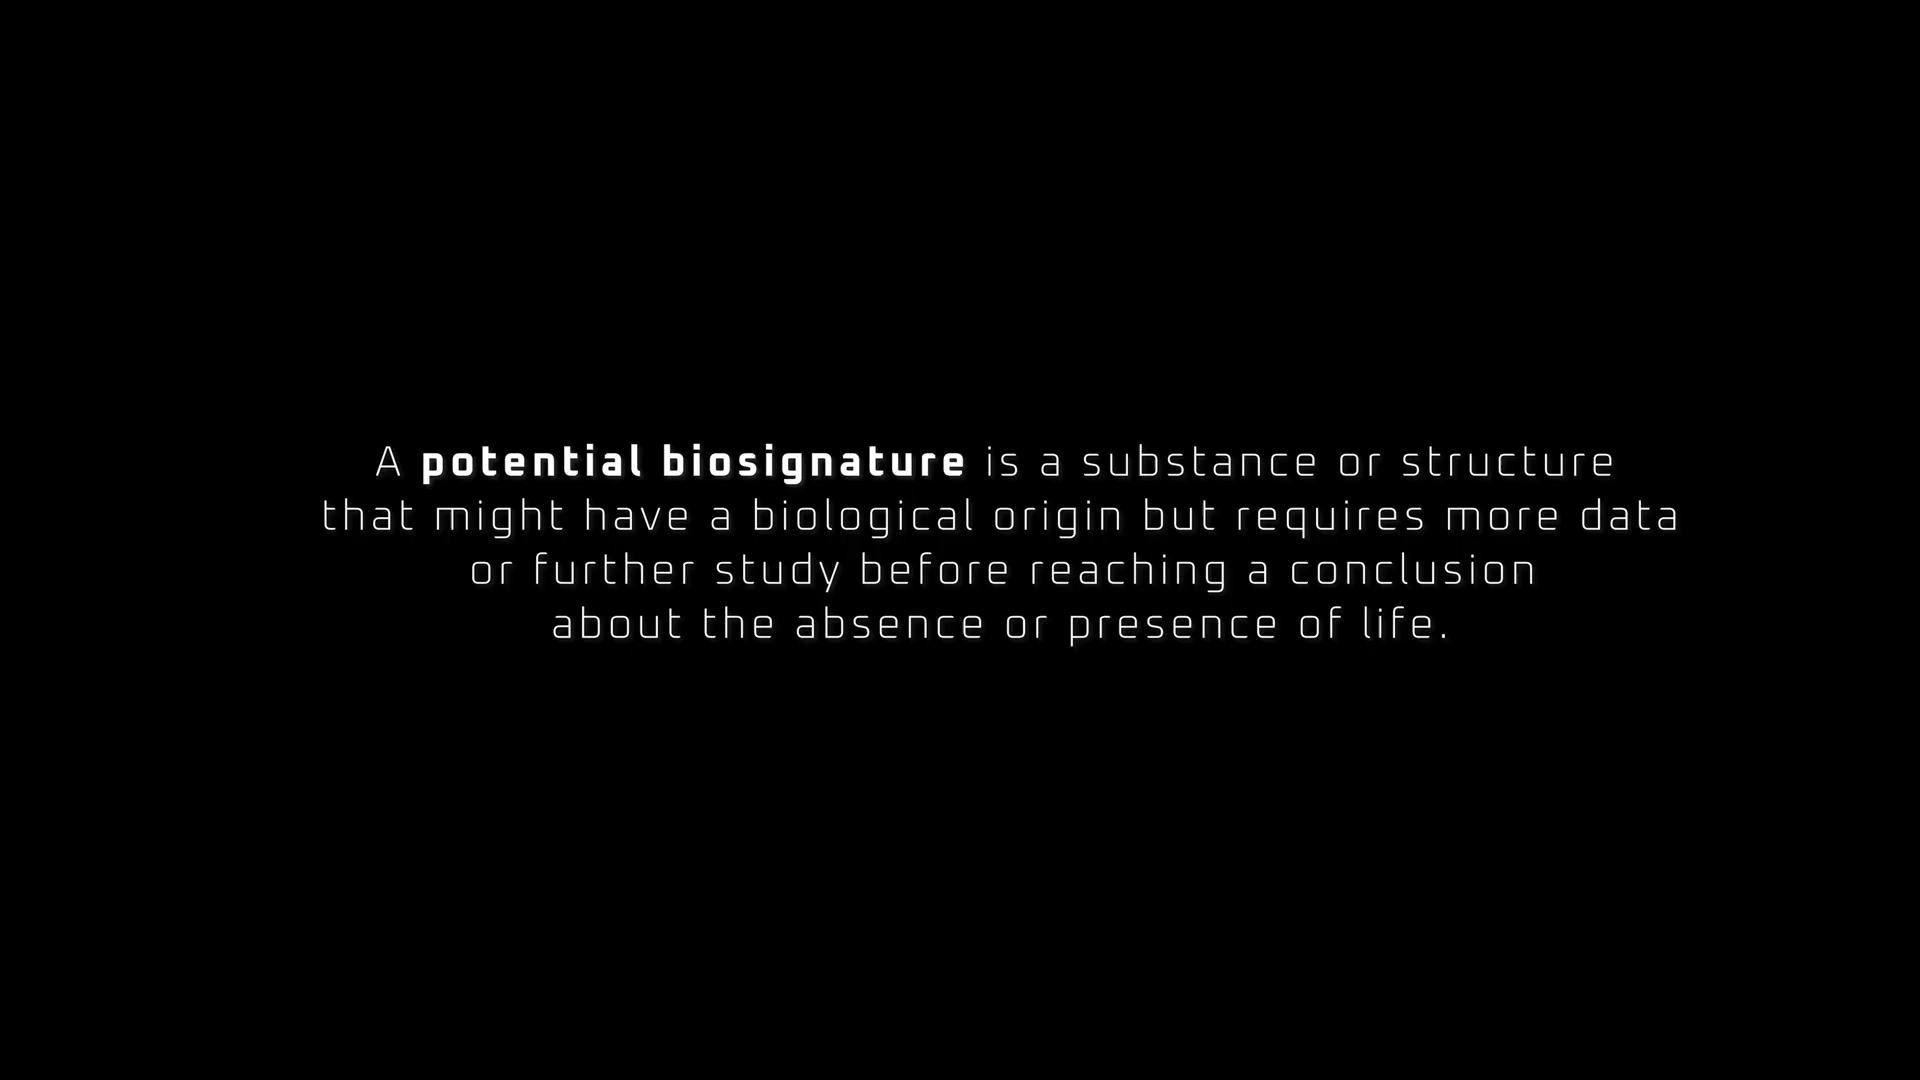 A potential biosignature is a substance or structure
that might have a biological origin but requires more data
or further study before reaching a conclusion
about the absence or presence of life.